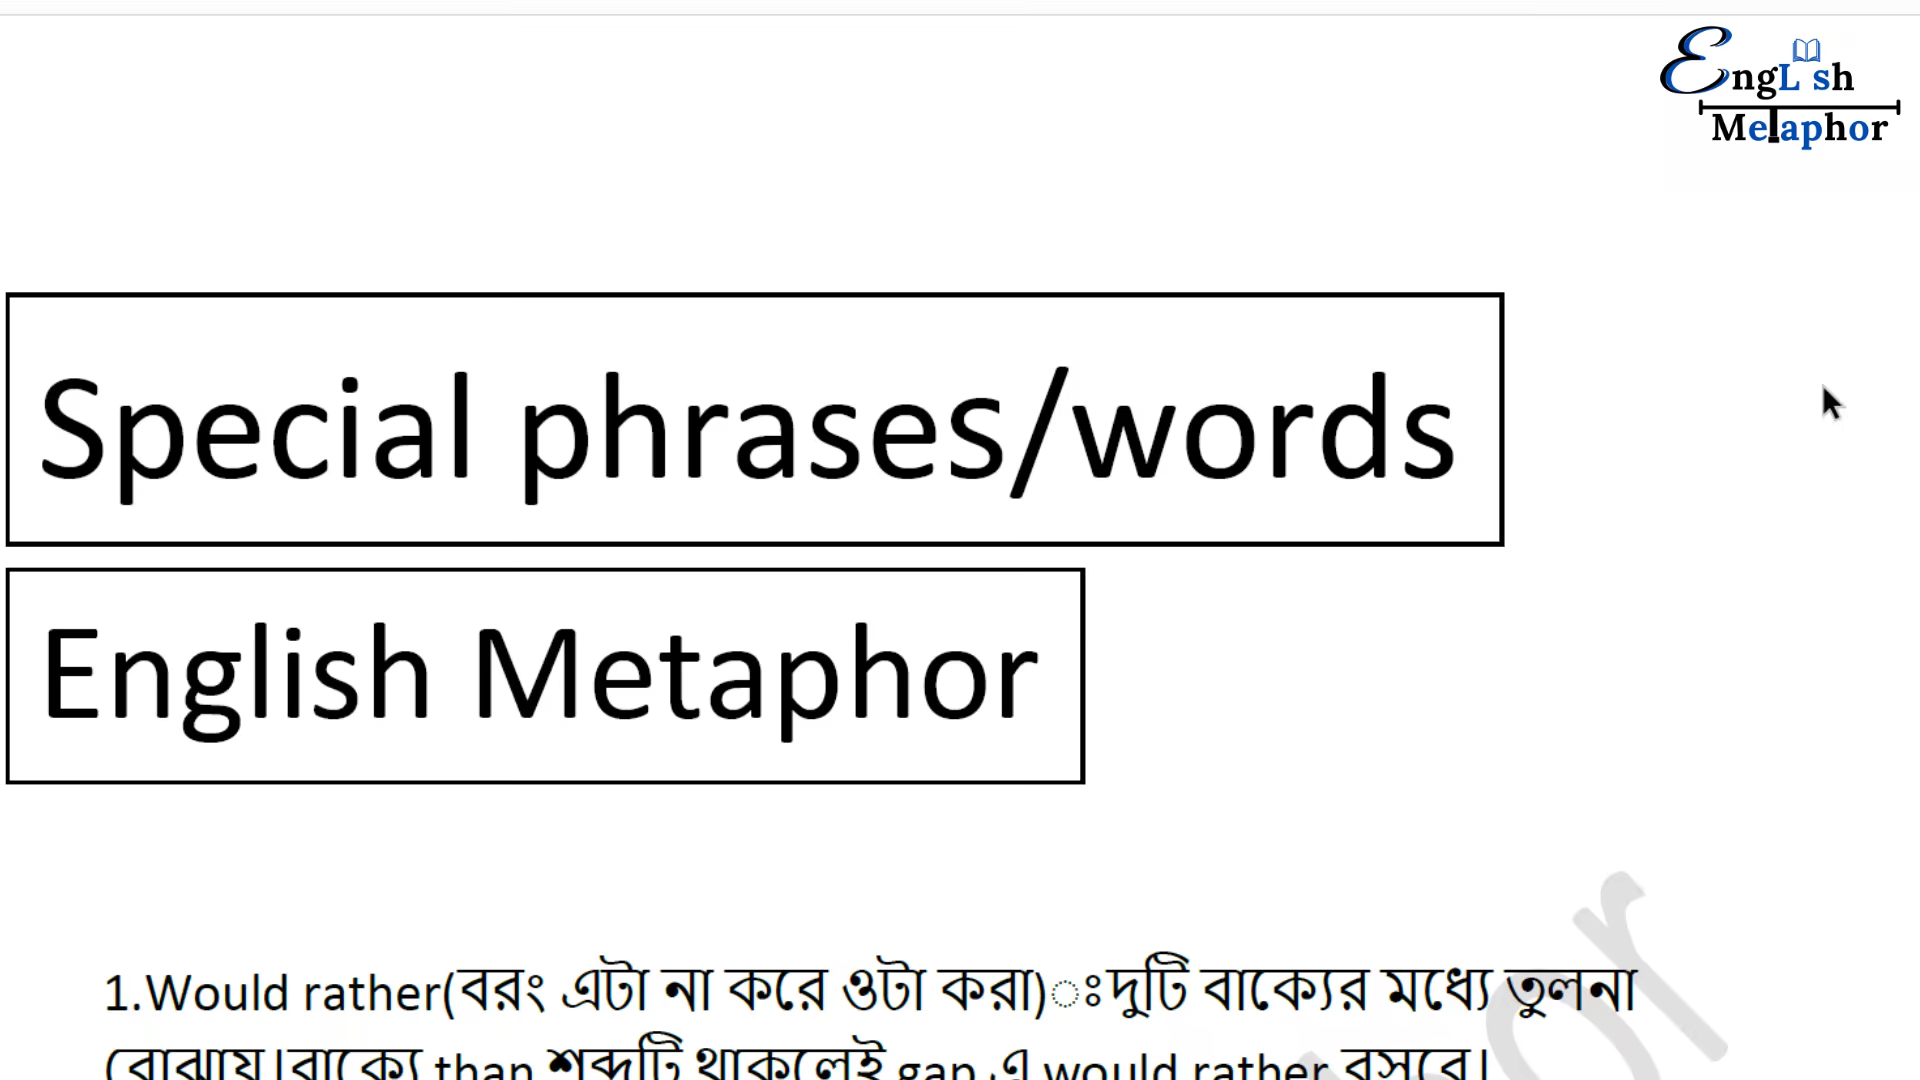 EngLish
Metaphor
Special phrases/words
English Metaphor
1.Would rather(বরং এটা না করে ওটা করা)ঃদুটি বাক্যের মধ্যে তুলনা
বোঝায়।বাক্যে than শব্দটি থাকলেই gap এ would rather বসবে।